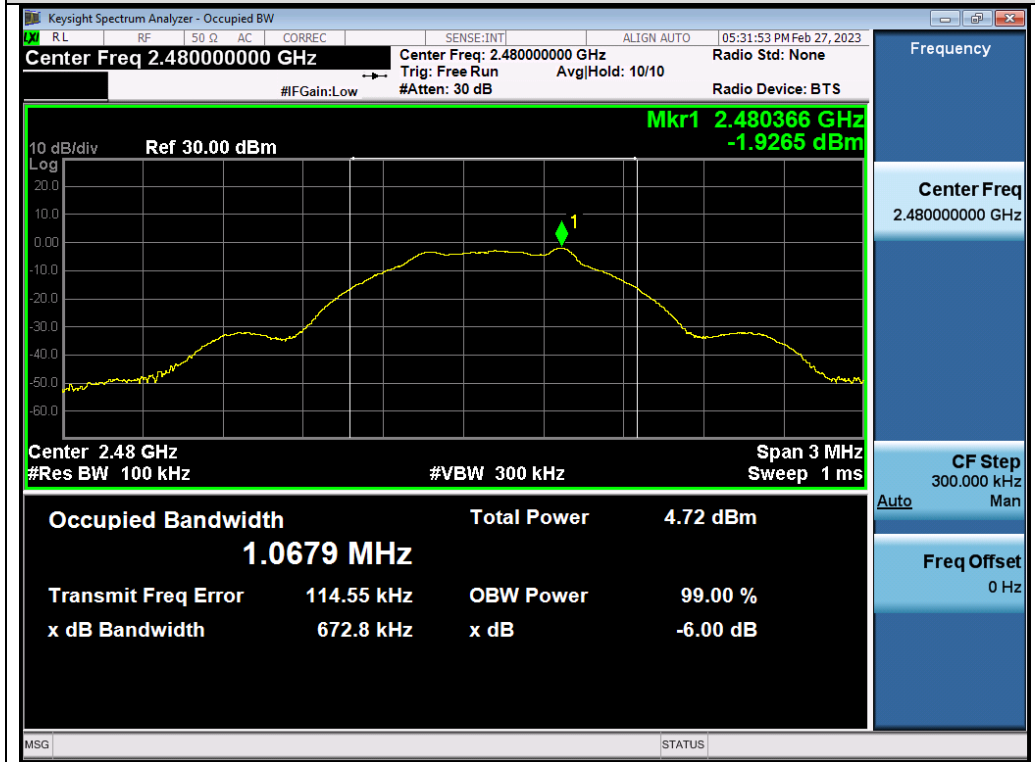 Keysight Spectrum Analyzer - Occupied BW
LXI RL RF 50 Ω AC CORREC SENSE:INT ALIGN AUTO 05:31:53 PM Feb 27, 2023
Center Freq 2.480000000 GHz
Center Freq: 2.480000000 GHz
Radio Std: None
Trig: Free Run Avg|Hold: 10/10
#IFGain:Low
#Atten: 30 dB
Radio Device: BTS
Mkr1 2.480366 GHz
-1.9265 dBm
10 dB/div Ref 30.00 dBm
Log
20.0
10.0
0.00
-10.0
-20.0
-30.0
-40.0
-50.0
-60.0
1
Center 2.48 GHz Span 3 MHz
#Res BW 100 kHz #VBW 300 kHz Sweep 1 ms
Occupied Bandwidth Total Power 4.72 dBm
1.0679 MHz
Transmit Freq Error 114.55 kHz OBW Power 99.00 %
x dB Bandwidth 672.8 kHz x dB -6.00 dB
Frequency
Center Freq
2.480000000 GHz
CF Step
300.000 kHz
Auto Man
Freq Offset
0 Hz
MSG STATUS